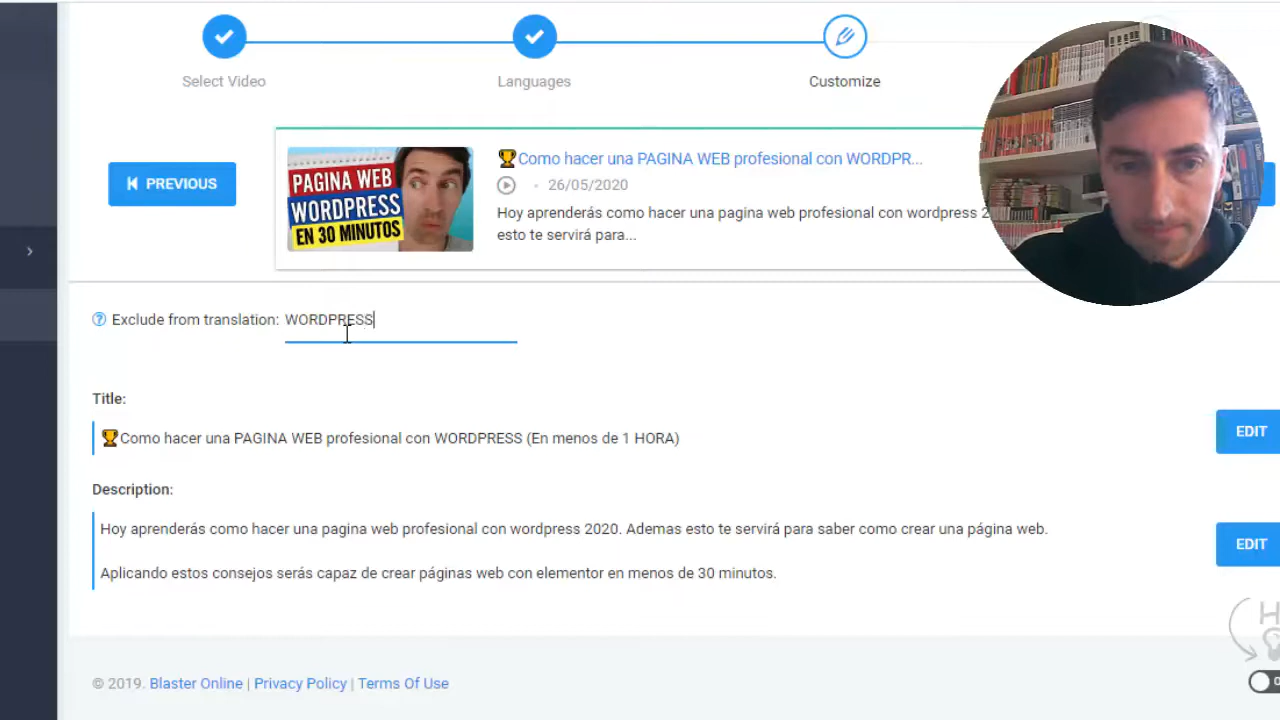 Select Video
Languages
Customize
PREVIOUS
PAGINA WEB
WORDPRESS
EN 30 MINUTOS
🏆Como hacer una PAGINA WEB profesional con WORDPR...
26/05/2020
Hoy aprenderás como hacer una pagina web profesional con wordpress 2
esto te servirá para...
Exclude from translation: WORDPRESS
Title:
🏆Como hacer una PAGINA WEB profesional con WORDPRESS (En menos de 1 HORA)
EDIT
Description:
Hoy aprenderás como hacer una pagina web profesional con wordpress 2020. Ademas esto te servirá para saber como crear una página web.
EDIT
Aplicando estos consejos serás capaz de crear páginas web con elementor en menos de 30 minutos.
© 2019. Blaster Online | Privacy Policy | Terms Of Use